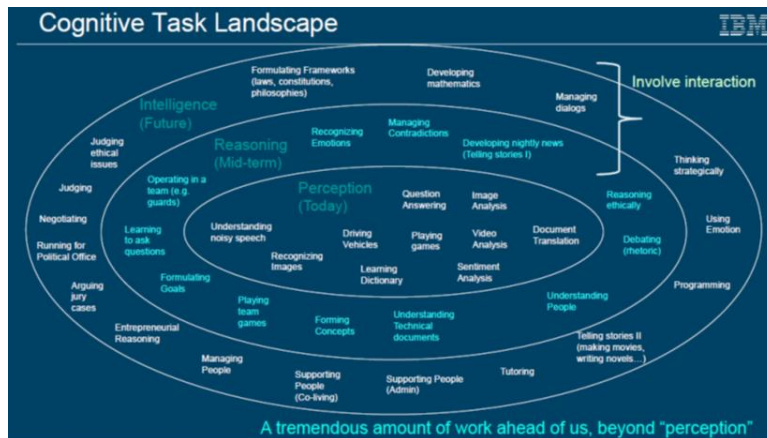 Cognitive Task Landscape
IBM
Formulating Frameworks
(laws, constitutions,
philosophies)
Developing
mathematics
Managing
dialogs
Involve interaction
Intelligence
(Future)
Judging
ethical
issues
Reasoning
(Mid-term)
Recognizing
Emotions
Managing
Contradictions
Developing nightly news
(Telling stories I)
Thinking
strategically
Judging
Operating in a
team (e.g.
guards)
Perception
(Today)
Question
Answering
Image
Analysis
Reasoning
ethically
Negotiating
Using
Emotion
Running for
Political Office
Learning
to ask
questions
Understanding
noisy speech
Driving
Vehicles
Playing
games
Video
Analysis
Document
Translation
Debating
(rhetoric)
Recognizing
Images
Learning
Dictionary
Sentiment
Analysis
Arguing
jury
cases
Formulating
Goals
Programming
Playing
team
games
Forming
Concepts
Understanding
Technical
documents
Understanding
People
Entrepreneurial
Reasoning
Telling stories II
(making movies,
writing novels...)
Managing
People
Supporting
People
(Co-living)
Supporting People
(Admin)
Tutoring
A tremendous amount of work ahead of us, beyond “perception”